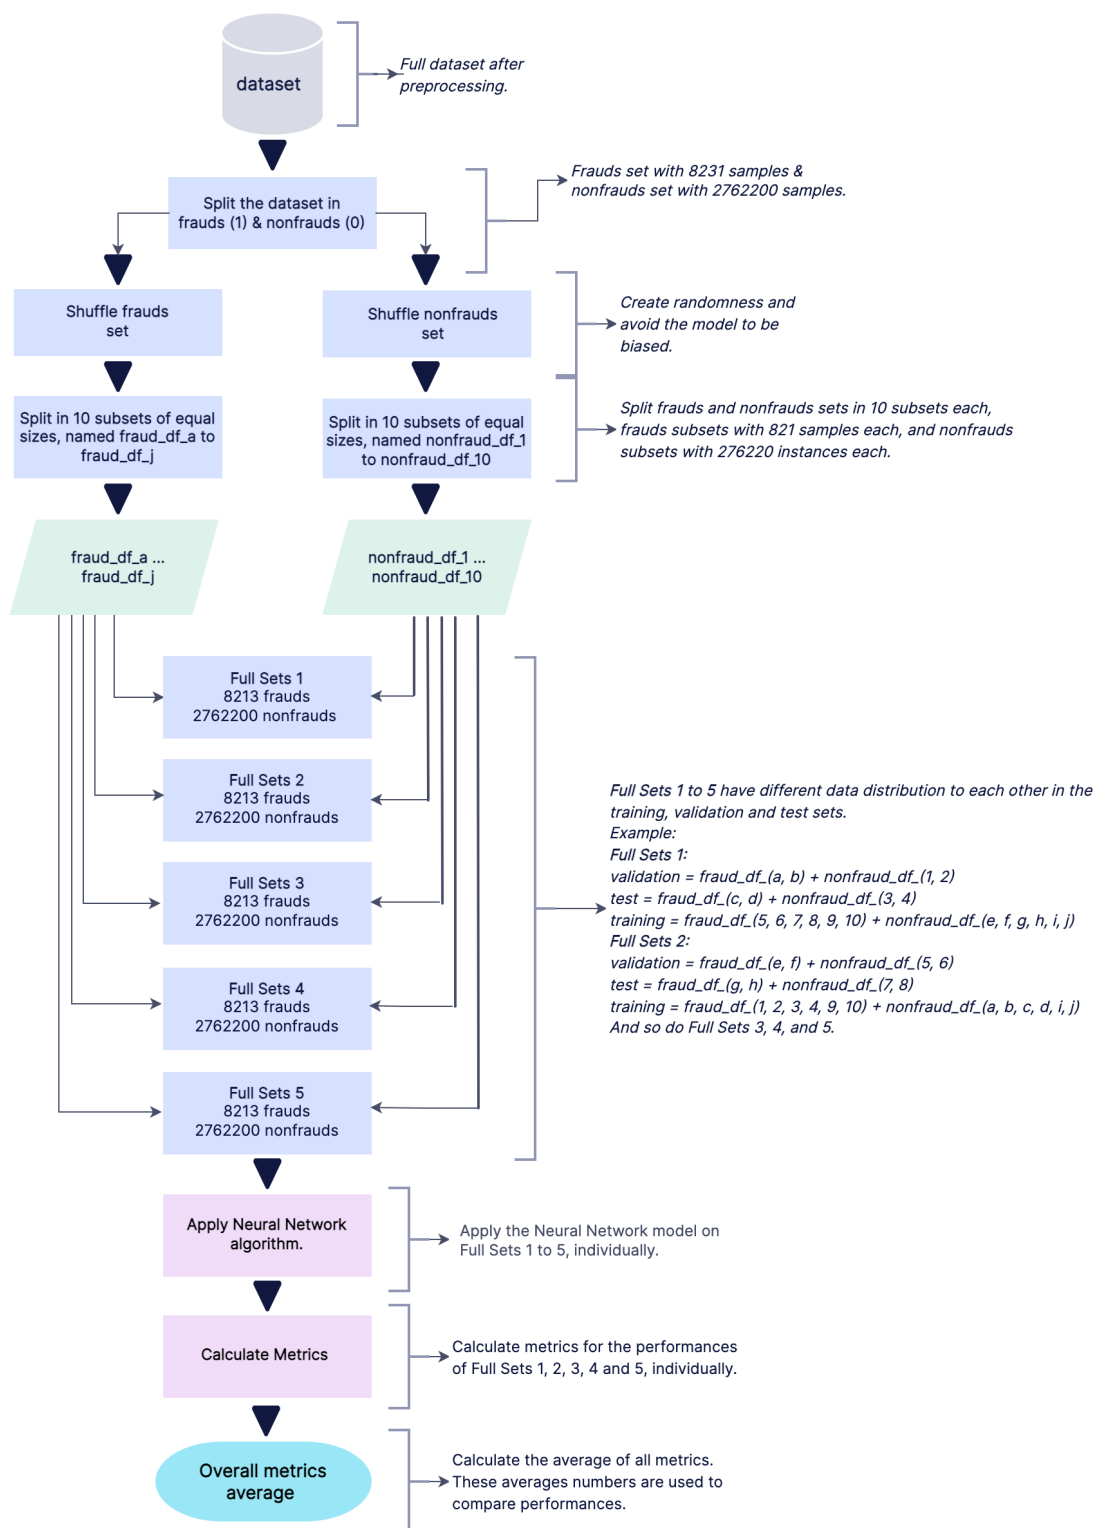 dataset
Full dataset after
preprocessing.
Split the dataset in
frauds (1) & nonfrauds (0)
Frauds set with 8231 samples &
nonfrauds set with 2762200 samples.
Shuffle frauds
set
Shuffle nonfrauds
set
Create randomness and
avoid the model to be
biased.
Split in 10 subsets of equal
sizes, named fraud_df_a to
fraud_df_j
Split in 10 subsets of equal
sizes, named nonfraud_df_1
to nonfraud_df_10
Split frauds and nonfrauds sets in 10 subsets each,
frauds subsets with 821 samples each, and nonfrauds
subsets with 276220 instances each.
fraud_df_a ...
fraud_df_j
nonfraud_df_1 ...
nonfraud_df_10
Full Sets 1
8213 frauds
2762200 nonfrauds
Full Sets 2
8213 frauds
2762200 nonfrauds
Full Sets 3
8213 frauds
2762200 nonfrauds
Full Sets 4
8213 frauds
2762200 nonfrauds
Full Sets 5
8213 frauds
2762200 nonfrauds
Full Sets 1 to 5 have different data distribution to each other in the
training, validation and test sets.
Example:
Full Sets 1:
validation = fraud_df_(a, b) + nonfraud_df_(1, 2)
test = fraud_df_(c, d) + nonfraud_df_(3, 4)
training = fraud_df_(5, 6, 7, 8, 9, 10) + nonfraud_df_(e, f, g, h, i, j)
Full Sets 2:
validation = fraud_df_(e, f) + nonfraud_df_(5, 6)
test = fraud_df_(g, h) + nonfraud_df_(7, 8)
training = fraud_df_(1, 2, 3, 4, 9, 10) + nonfraud_df_(a, b, c, d, i, j)
And so do Full Sets 3, 4, and 5.
Apply Neural Network
algorithm.
Apply the Neural Network model on
Full Sets 1 to 5, individually.
Calculate Metrics
Calculate metrics for the performances
of Full Sets 1, 2, 3, 4 and 5, individually.
Overall metrics
average
Calculate the average of all metrics.
These averages numbers are used to
compare performances.